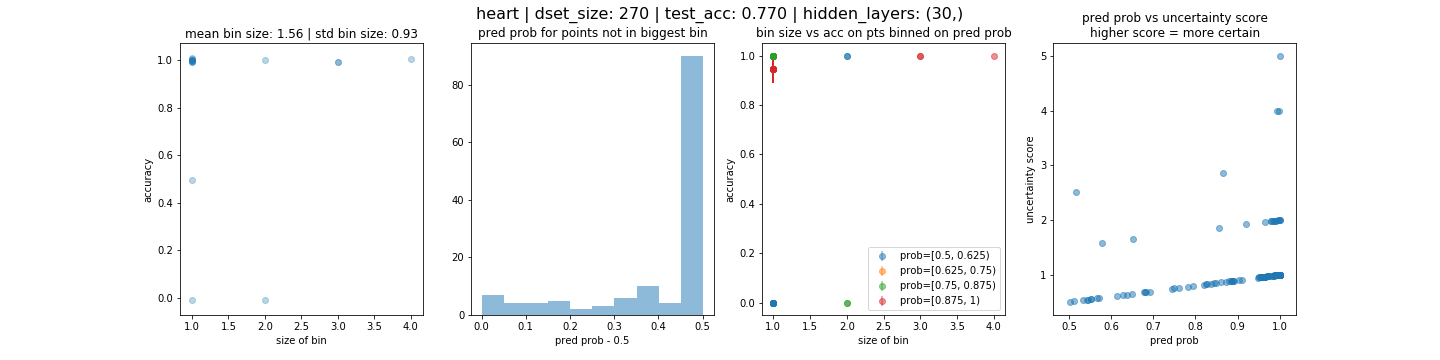 heart | dset_size: 270 | test_acc: 0.770 | hidden_layers: (30,)
mean bin size: 1.56 | std bin size: 0.93
1.0
0.8
0.6
0.4
0.2
0.0
accuracy
1.0 1.5 2.0 2.5 3.0 3.5 4.0
size of bin
pred prob for points not in biggest bin
80
60
40
20
0
0.0 0.1 0.2 0.3 0.4 0.5
pred prob - 0.5
bin size vs acc on pts binned on pred prob
1.0
0.8
0.6
0.4
0.2
0.0
accuracy
prob=[0.5, 0.625)
prob=[0.625, 0.75)
prob=[0.75, 0.875)
prob=[0.875, 1)
1.0 1.5 2.0 2.5 3.0 3.5 4.0
size of bin
pred prob vs uncertainty score
higher score = more certain
5
4
3
2
1
uncertainty score
0.5 0.6 0.7 0.8 0.9 1.0
pred prob